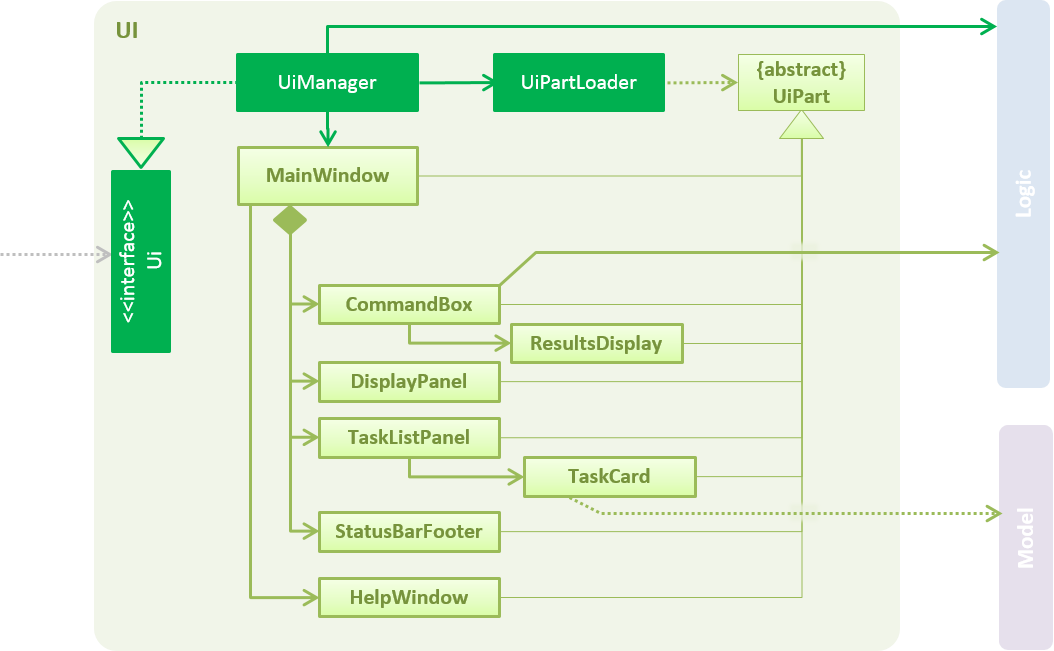 UI
UiManager
UiPartLoader
{abstract}
UiPart
MainWindow
<<interface>>
Ui
Logic
CommandBox
ResultsDisplay
DisplayPanel
TaskListPanel
TaskCard
StatusBarFooter
HelpWindow
Model